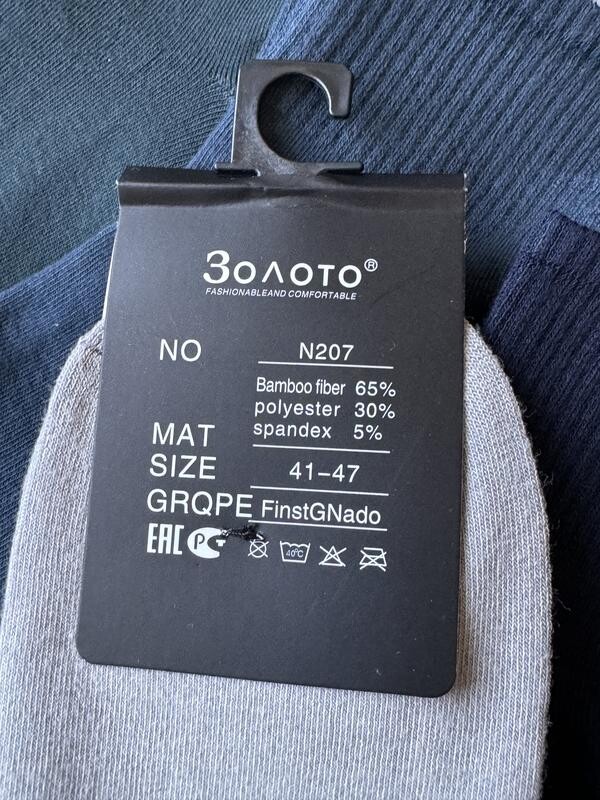 Золото®
FASHIONABLEAND COMFORTABLE
NO N207
Bamboo fiber 65%
polyester 30%
MAT spandex 5%
SIZE 41-47
GRQPE FinstGNado
EAC PC 40°C